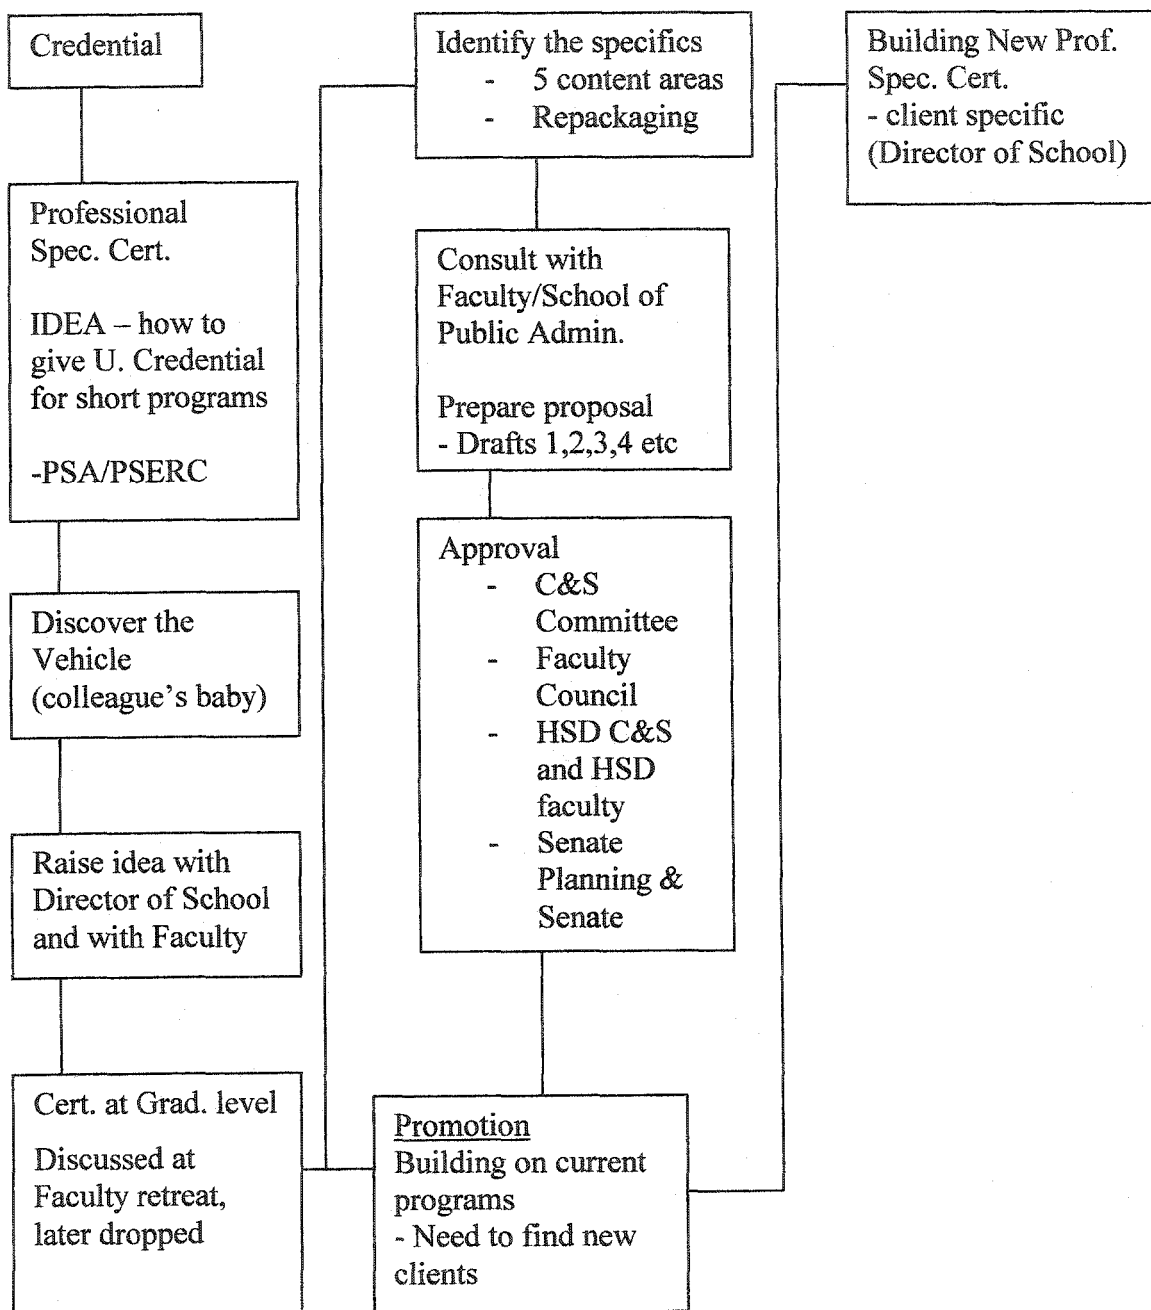 Credential
Professional
Spec. Cert.
IDEA – how to
give U. Credential
for short programs
-PSA/PSERC
Discover the
Vehicle
(colleague's baby)
Raise idea with
Director of School
and with Faculty
Cert. at Grad. level
Discussed at
Faculty retreat,
later dropped
Identify the specifics
- 5 content areas
- Repackaging
Consult with
Faculty/School of
Public Admin.
Prepare proposal
- Drafts 1,2,3,4 etc
Approval
- C&S
Committee
- Faculty
Council
- HSD C&S
and HSD
faculty
- Senate
Planning &
Senate
Promotion
Building on current
programs
- Need to find new
clients
Building New Prof.
Spec. Cert.
- client specific
(Director of School)